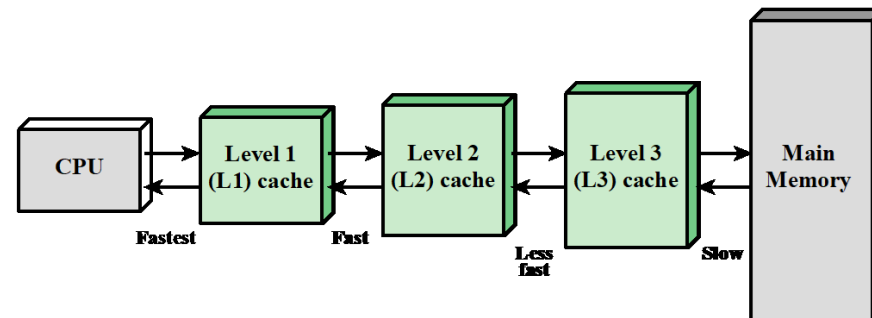 CPU
Level 1
(L1) cache
Level 2
(L2) cache
Level 3
(L3) cache
Main
Memory
Fastest
Fast
Less
fast
Slow